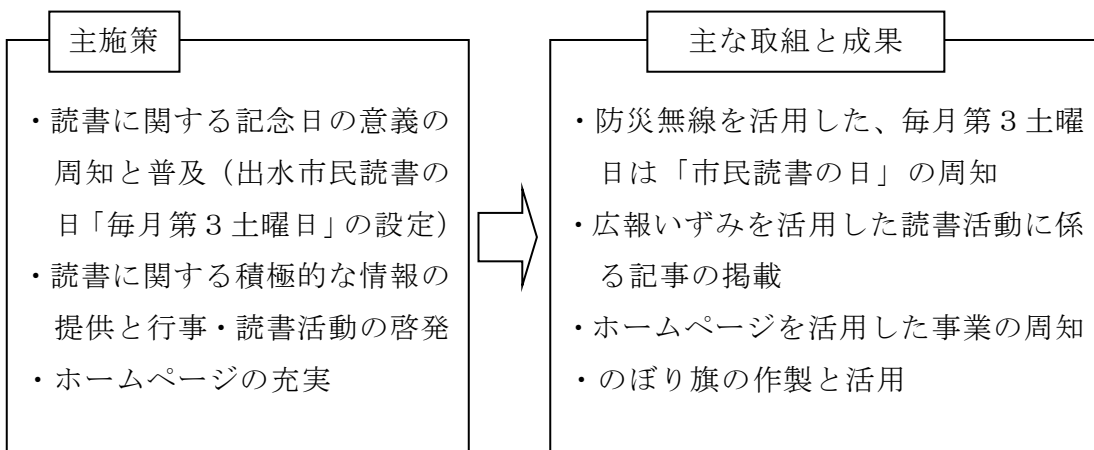 主施策
・読書に関する記念日の意義の
周知と普及（出水市民読書の
日「毎月第３土曜日」の設定）
・読書に関する積極的な情報の
提供と行事・読書活動の啓発
・ホームページの充実
主な取組と成果
・防災無線を活用した、毎月第３土曜
日は「市民読書の日」の周知
・広報いずみを活用した読書活動に係
る記事の掲載
・ホームページを活用した事業の周知
・のぼり旗の作製と活用